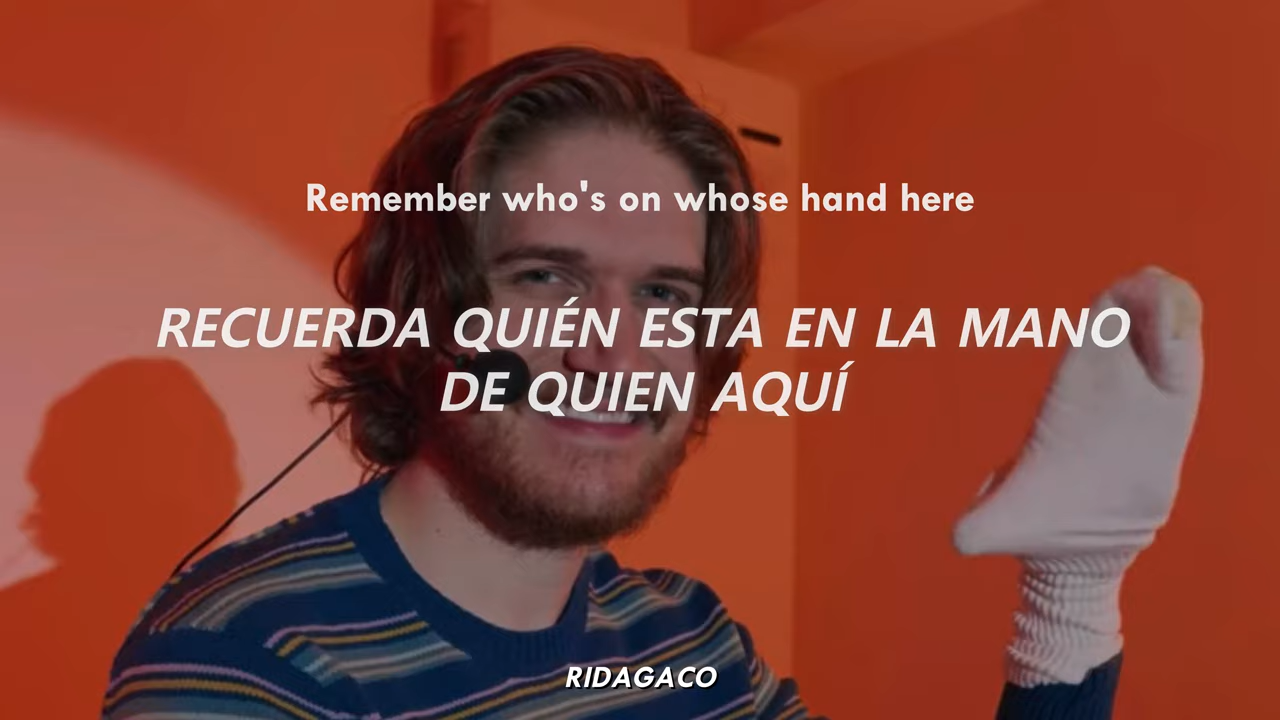 Remember who's on whose hand here
RECUERDA QUIÉN ESTA EN LA MANO
DE QUIEN AQUÍ
RIDAGACO